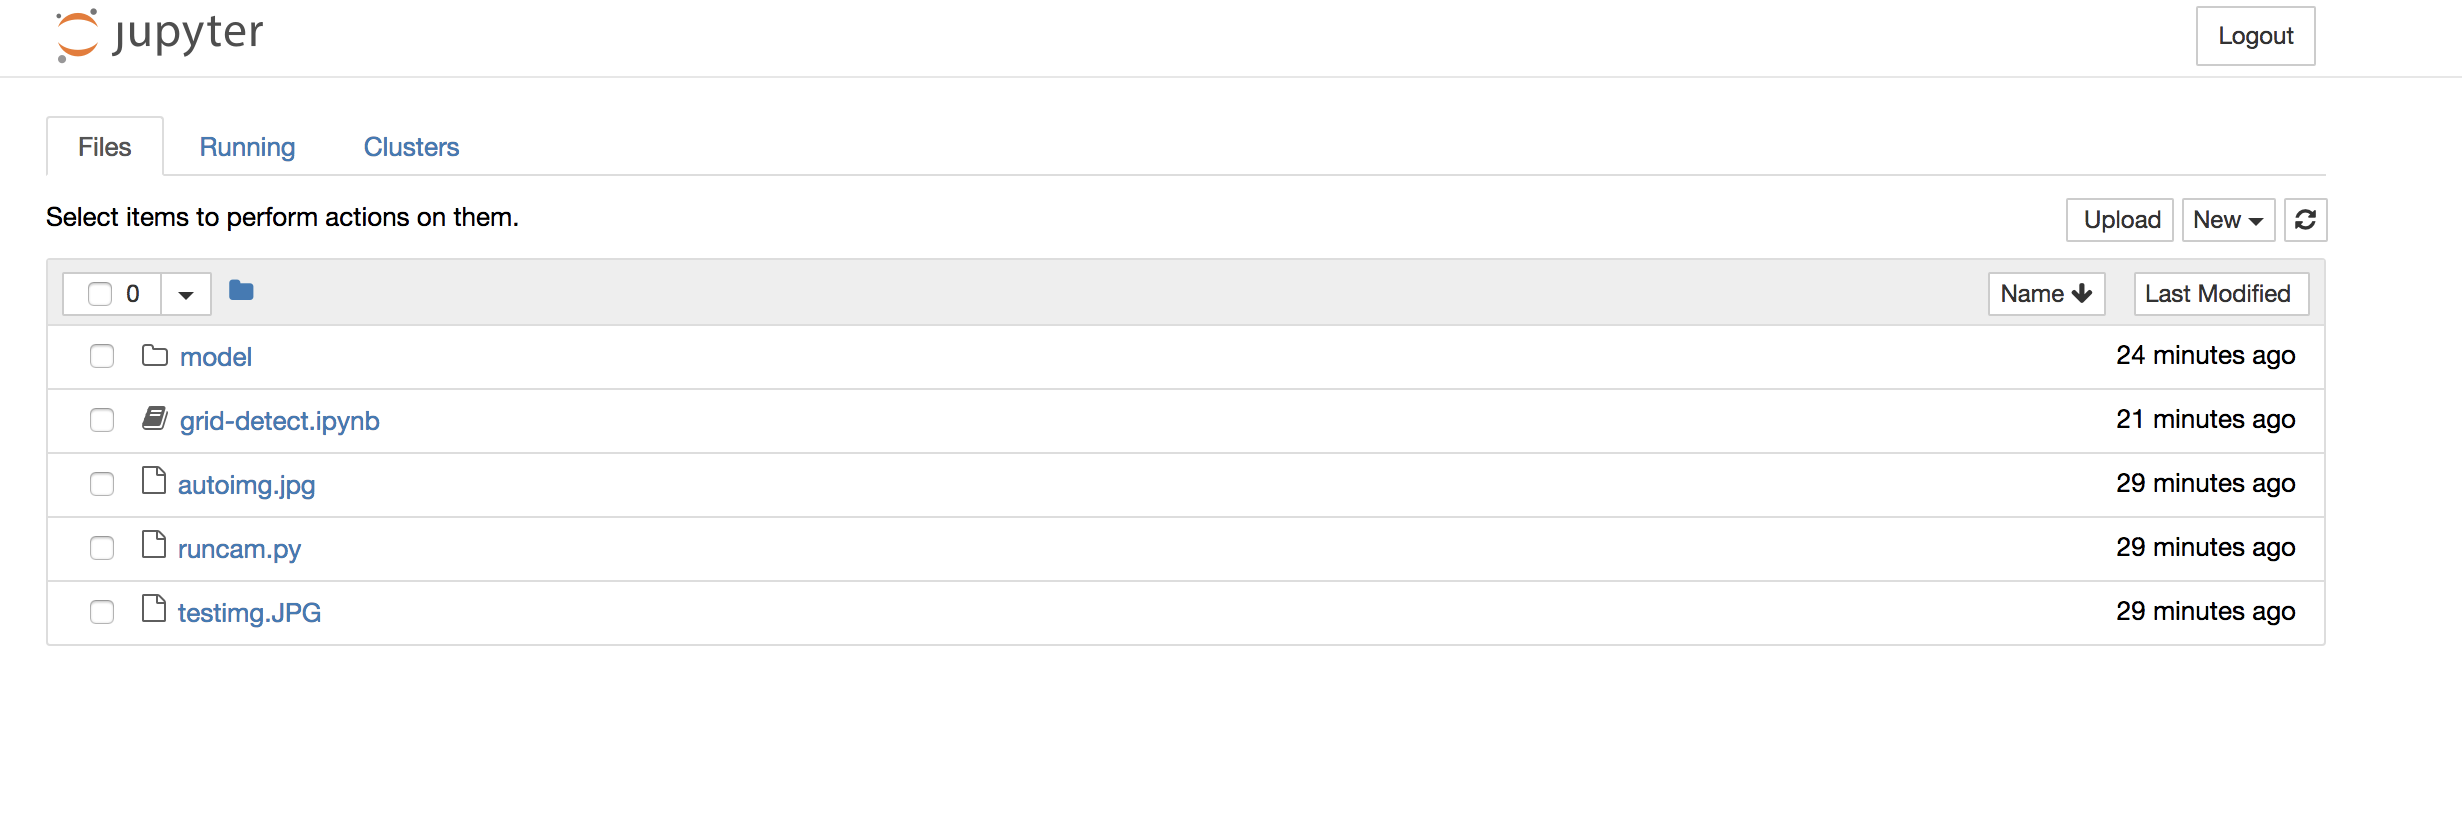 jupyter
Logout
Files Running Clusters
Select items to perform actions on them.
Upload New
0 Name Last Modified
model 24 minutes ago
grid-detect.ipynb 21 minutes ago
autoimg.jpg 29 minutes ago
runcam.py 29 minutes ago
testimg.JPG 29 minutes ago